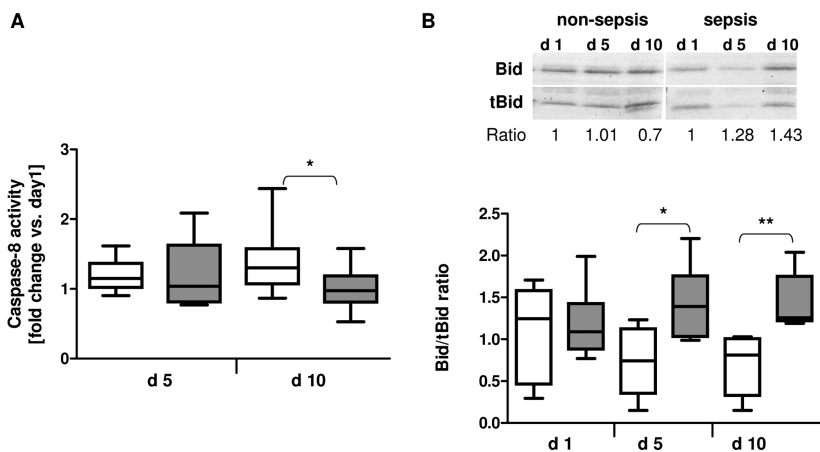 A
Caspase-8 activity
[fold change vs. day1]
3
2
1
0
*
d 5
d 10
B
non-sepsis sepsis
d 1 d 5 d 10 d 1 d 5 d 10
Bid
tBid
Ratio 1 1.01 0.7 1 1.28 1.43
Bid/tBid ratio
2.5
2.0
1.5
1.0
0.5
0.0
*
**
d 1
d 5
d 10